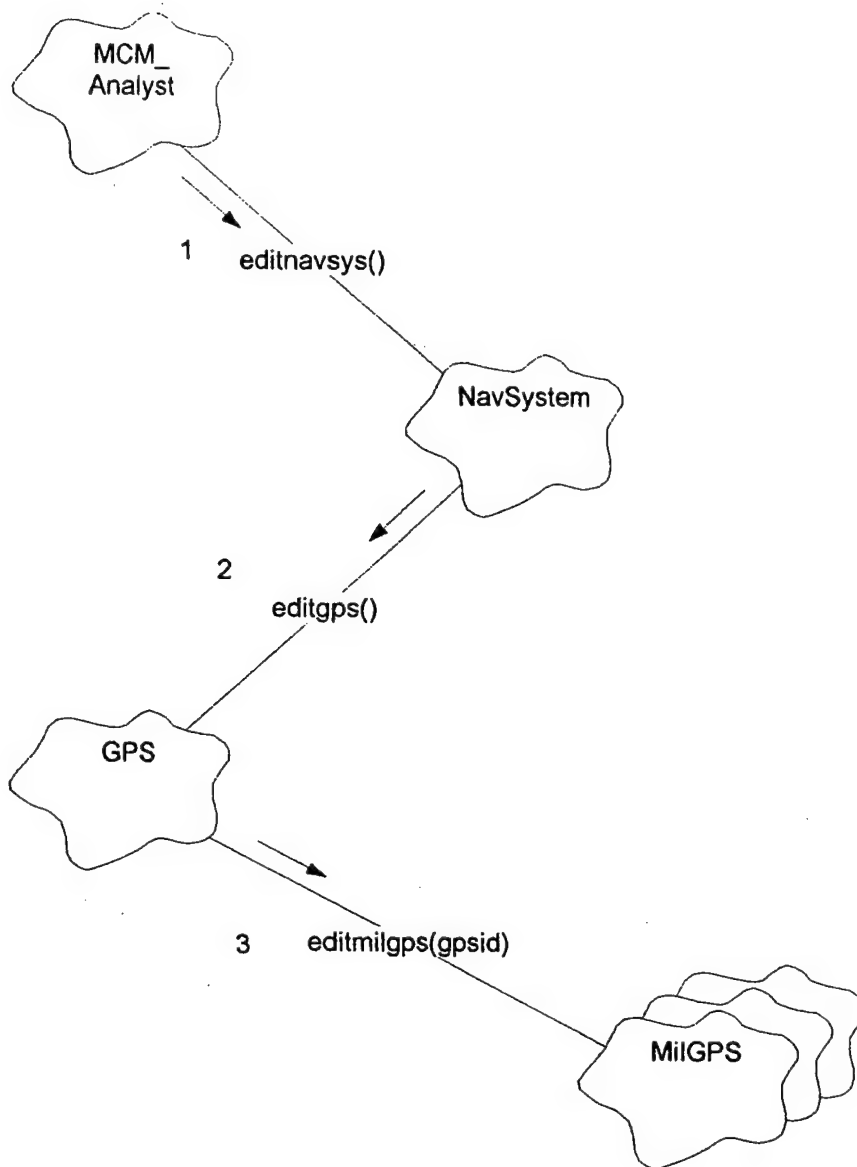 MCM_
Analyst
1
editnavsys()
NavSystem
2
editgps()
GPS
3
editmilgps(gpsid)
MilGPS